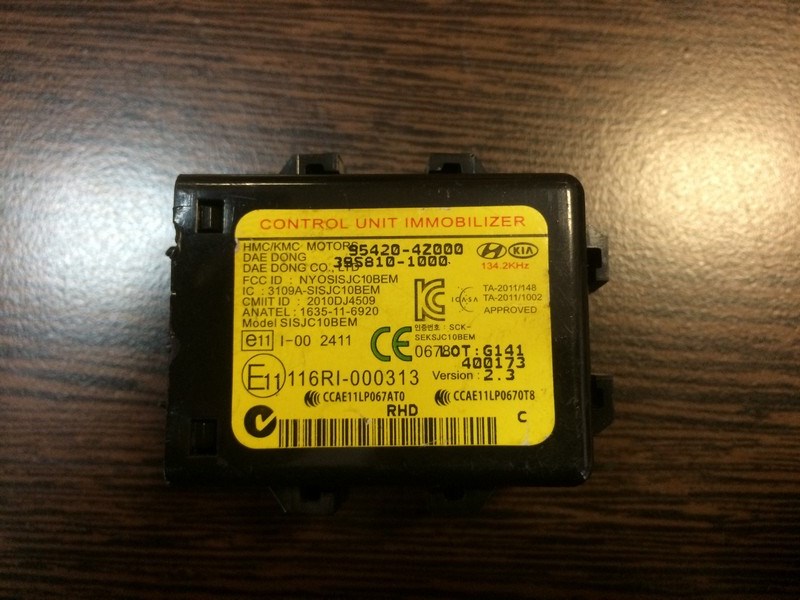 CONTROL UNIT IMMOBILIZER
HMC/KMC MOTORS 95420-4Z000
DAE DONG 39S810-1000
DAE DONG CO., LTD
HYUNDAI KIA
134.2KHz
FCC ID : NYOSISJC10BEM
IC : 3109A-SISJC10BEM
CMIIT ID : 2010DJ4509
ANATEL : 1635-11-6920
Model SISJC10BEM
ICASA
TA-2011/148
TA-2011/1002
APPROVED
인증번호 : SCK-
SEKSJC10BEM
e11 I-00 2411
CE 0678 LOT:G141
400173
E11 116RI-000313 Version : 2.3
CCAE11LP067AT0 CCAE11LP0670T8
RHD C